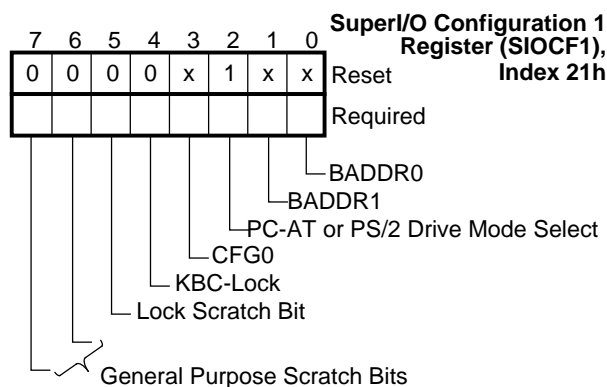 SuperI/O Configuration 1
Register (SIOCF1),
Index 21h
7 6 5 4 3 2 1 0
0 0 0 0 x 1 x x Reset
Required
BADDR0
BADDR1
PC-AT or PS/2 Drive Mode Select
CFG0
KBC-Lock
Lock Scratch Bit
General Purpose Scratch Bits